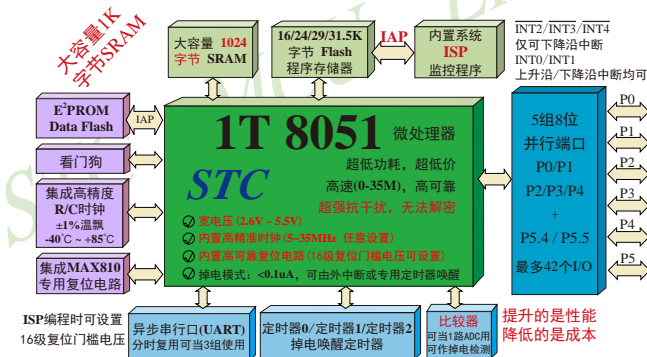 大容量1K
字节SRAM
大容量 1024
字节 SRAM
16/24/29/31.5K
字节 Flash
程序存储器
IAP
内置系统
ISP
监控程序
INT2/INT3/INT4
仅可下降沿中断
INT0/INT1
上升沿/下降沿中断均可
E²PROM
Data Flash
IAP
看门狗
集成高精度
R/C时钟
±1%温飘
-40℃ ~ +85℃
集成MAX810
专用复位电路
1T 8051 微处理器
STC
超低功耗，超低价
高速(0-35M)，高可靠
超强抗干扰，无法解密
宽电压(2.6V ~ 5.5V)
内置高精准时钟(5~35MHz 任意设置)
内置高可靠复位电路(16级复位门槛电压可设置)
掉电模式：<0.1uA，可由外中断或专用定时器唤醒
5组8位
并行端口
P0/P1
P2/P3/P4
+
P5.4 / P5.5
最多42个I/O
P0
P1
P2
P3
P4
P5
ISP编程时可设置
16级复位门槛电压
异步串行口(UART)
分时复用可当3组使用
定时器0/定时器1/定时器2
掉电唤醒定时器
比较器
可当1路ADC用
可作掉电检测
提升的是性能
降低的是成本